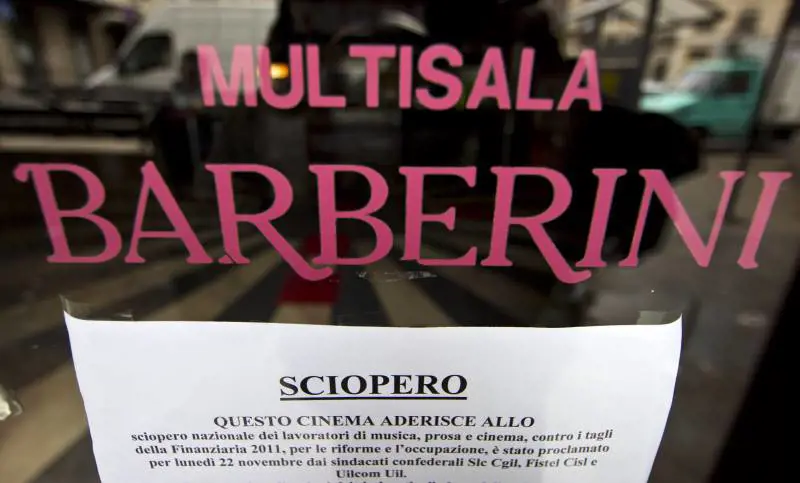 MULTISALA
BARBERINI
SCIOPERO
QUESTO CINEMA ADERISCE ALLO
sciopero nazionale dei lavoratori di musica, prosa e cinema, contro i tagli
della Finanziaria 2011, per le riforme e l'occupazione, è stato proclamato
per lunedì 22 novembre dai sindacati confederali Slc Cgil, Fistel Cisl e
Uilcom Uil.